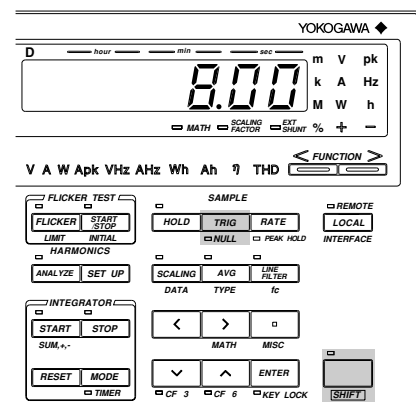 YOKOGAWA
D hour min sec
8.00
m V pk
k A Hz
M W h
% + −
MATH SCALING FACTOR EXT SHUNT
< FUNCTION >
V A W Apk VHz AHz Wh Ah η THD
FLICKER TEST SAMPLE
REMOTE
FLICKER START /STOP HOLD TRIG RATE LOCAL
LIMIT INITIAL NULL PEAK HOLD INTERFACE
HARMONICS
ANALYZE SET UP SCALING AVG LINE FILTER
DATA TYPE fc
INTEGRATOR
START STOP < >
SUM,+,- MATH MISC
RESET MODE ENTER
TIMER CF 3 CF 6 KEY LOCK SHIFT